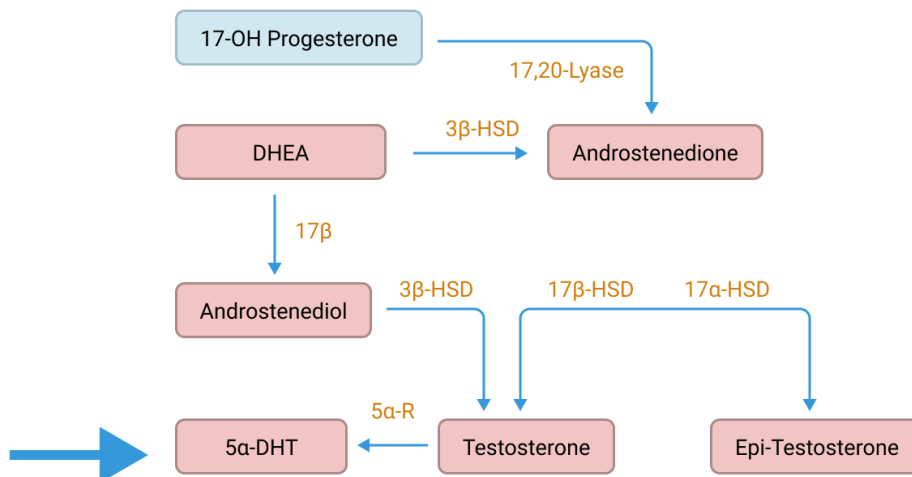 17-OH Progesterone
17,20-Lyase
3β-HSD
DHEA
Androstenedione
17β
3β-HSD
17β-HSD
17α-HSD
Androstenediol
5α-R
5α-DHT
Testosterone
Epi-Testosterone